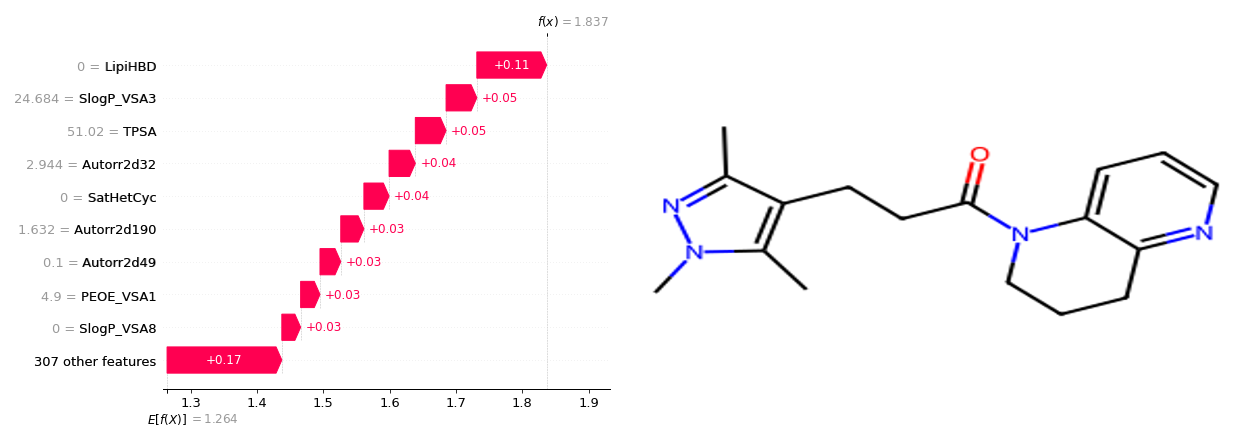 f(x) = 1.837
0 = LipiHBD
+0.11
24.684 = SlogP_VSA3
+0.05
51.02 = TPSA
+0.05
2.944 = Autorr2d32
+0.04
0 = SatHetCyc
+0.04
1.632 = Autorr2d190
+0.03
0.1 = Autorr2d49
+0.03
4.9 = PEOE_VSA1
+0.03
0 = SlogP_VSA8
+0.03
307 other features
+0.17
1.3 1.4 1.5 1.6 1.7 1.8 1.9
E[f(X)] = 1.264
O
N
N
N
N